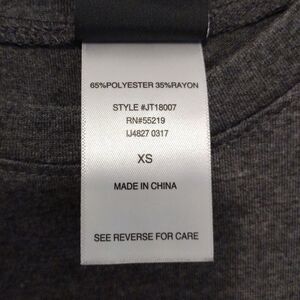 65%POLYESTER 35%RAYON
STYLE #JT18007
RN#55219
IJ4827 0317
XS
MADE IN CHINA
SEE REVERSE FOR CARE